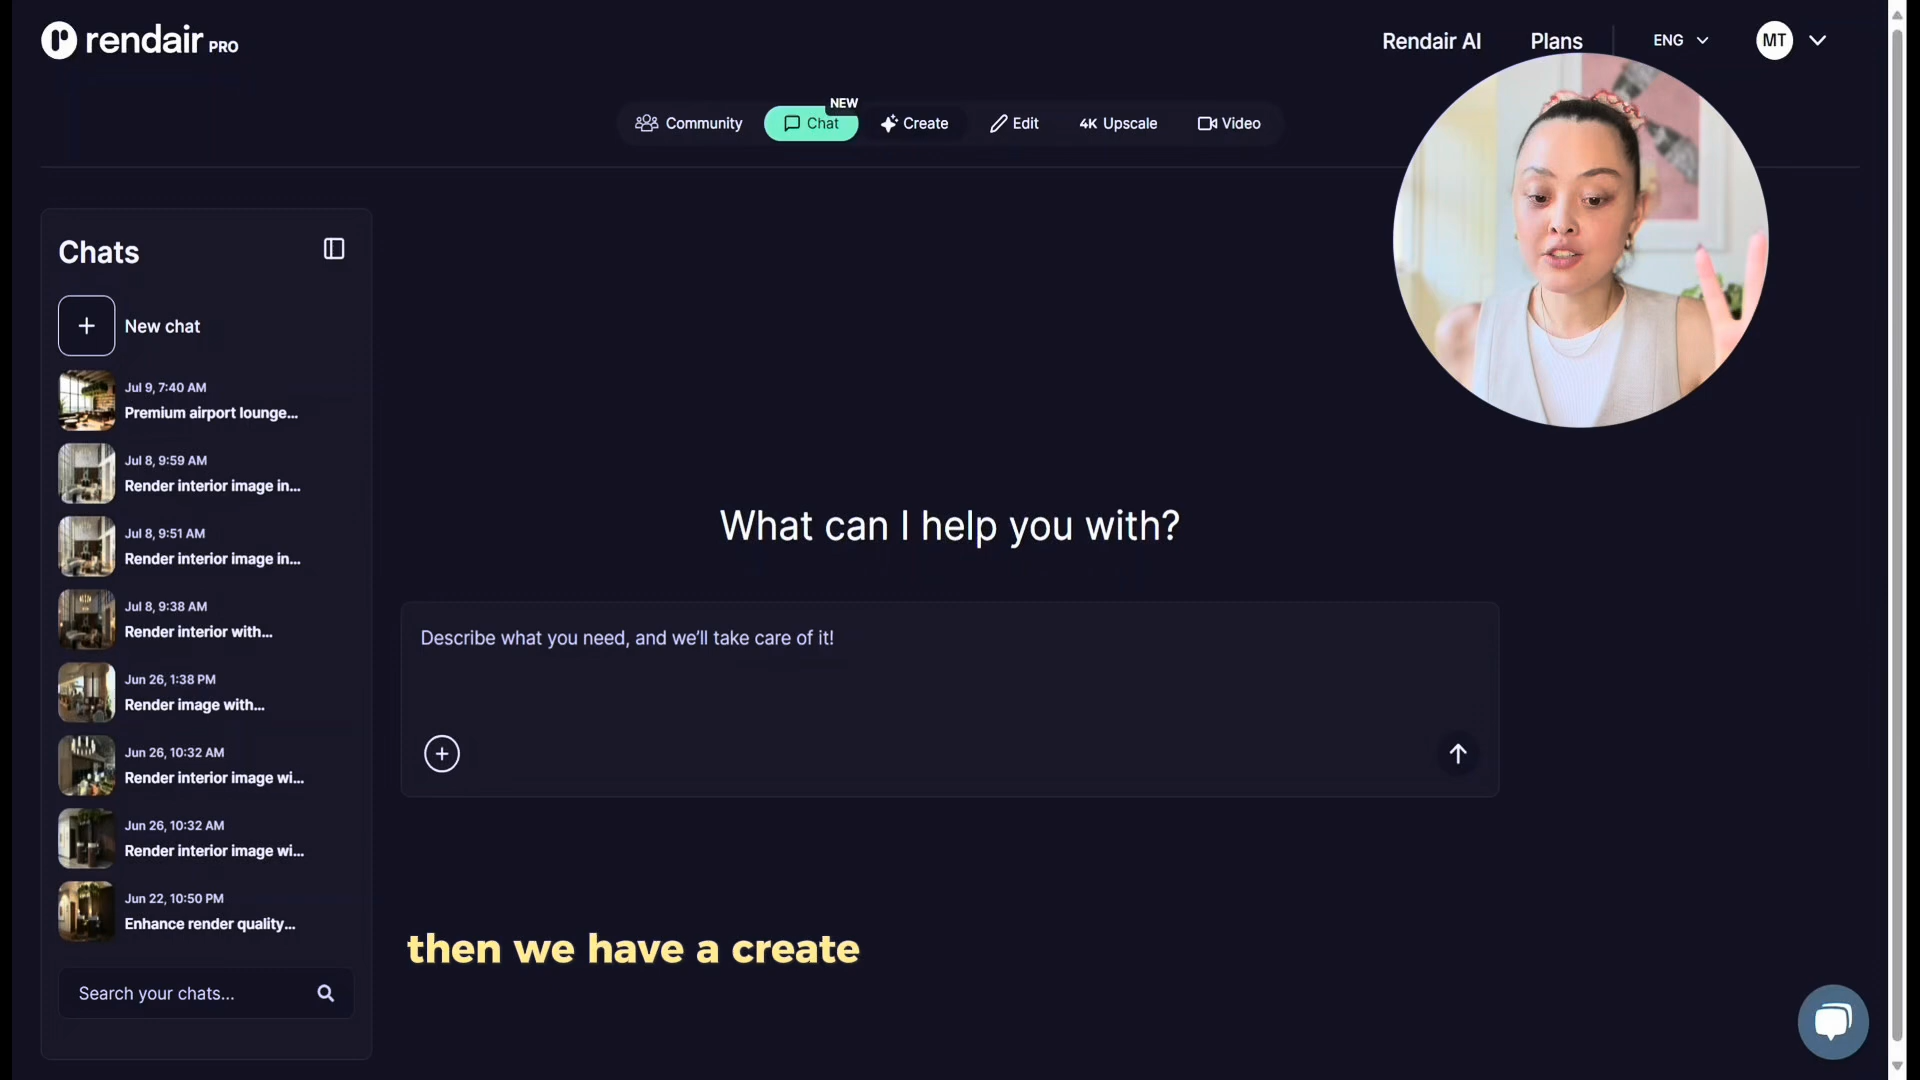 rendair PRO
Rendair AI
Plans
ENG
MT
NEW
Community
Chat
Create
Edit
4K Upscale
Video
Chats
New chat
Jul 9, 7:40 AM
Premium airport lounge...
Jul 8, 9:59 AM
Render interior image in...
Jul 8, 9:51 AM
Render interior image in...
Jul 8, 9:38 AM
Render interior with...
Jun 26, 1:38 PM
Render image with...
Jun 26, 10:32 AM
Render interior image wi...
Jun 26, 10:32 AM
Render interior image wi...
Jun 22, 10:50 PM
Enhance render quality...
Search your chats...
What can I help you with?
Describe what you need, and we’ll take care of it!
then we have a create